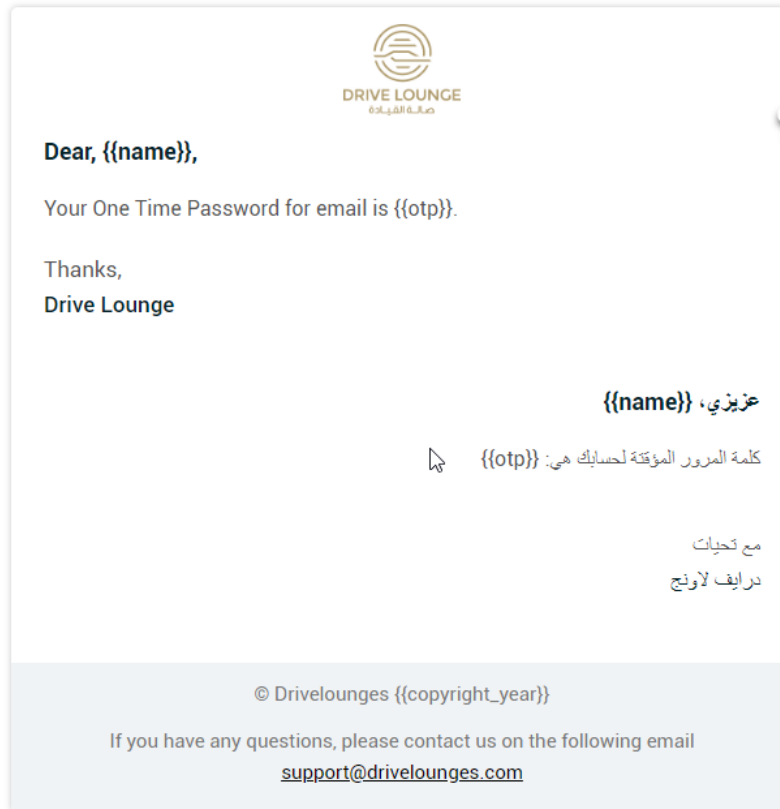 DRIVE LOUNGE
صالة القيادة
Dear, {{name}},
Your One Time Password for email is {{otp}}.
Thanks,
Drive Lounge
عزيزي، {{name}}
كلمة المرور المؤقتة لحسابك هي: {{otp}}
مع تحيات
درايف لاونج
© Drivelounges {{copyright_year}}
If you have any questions, please contact us on the following email
support@drivelounges.com